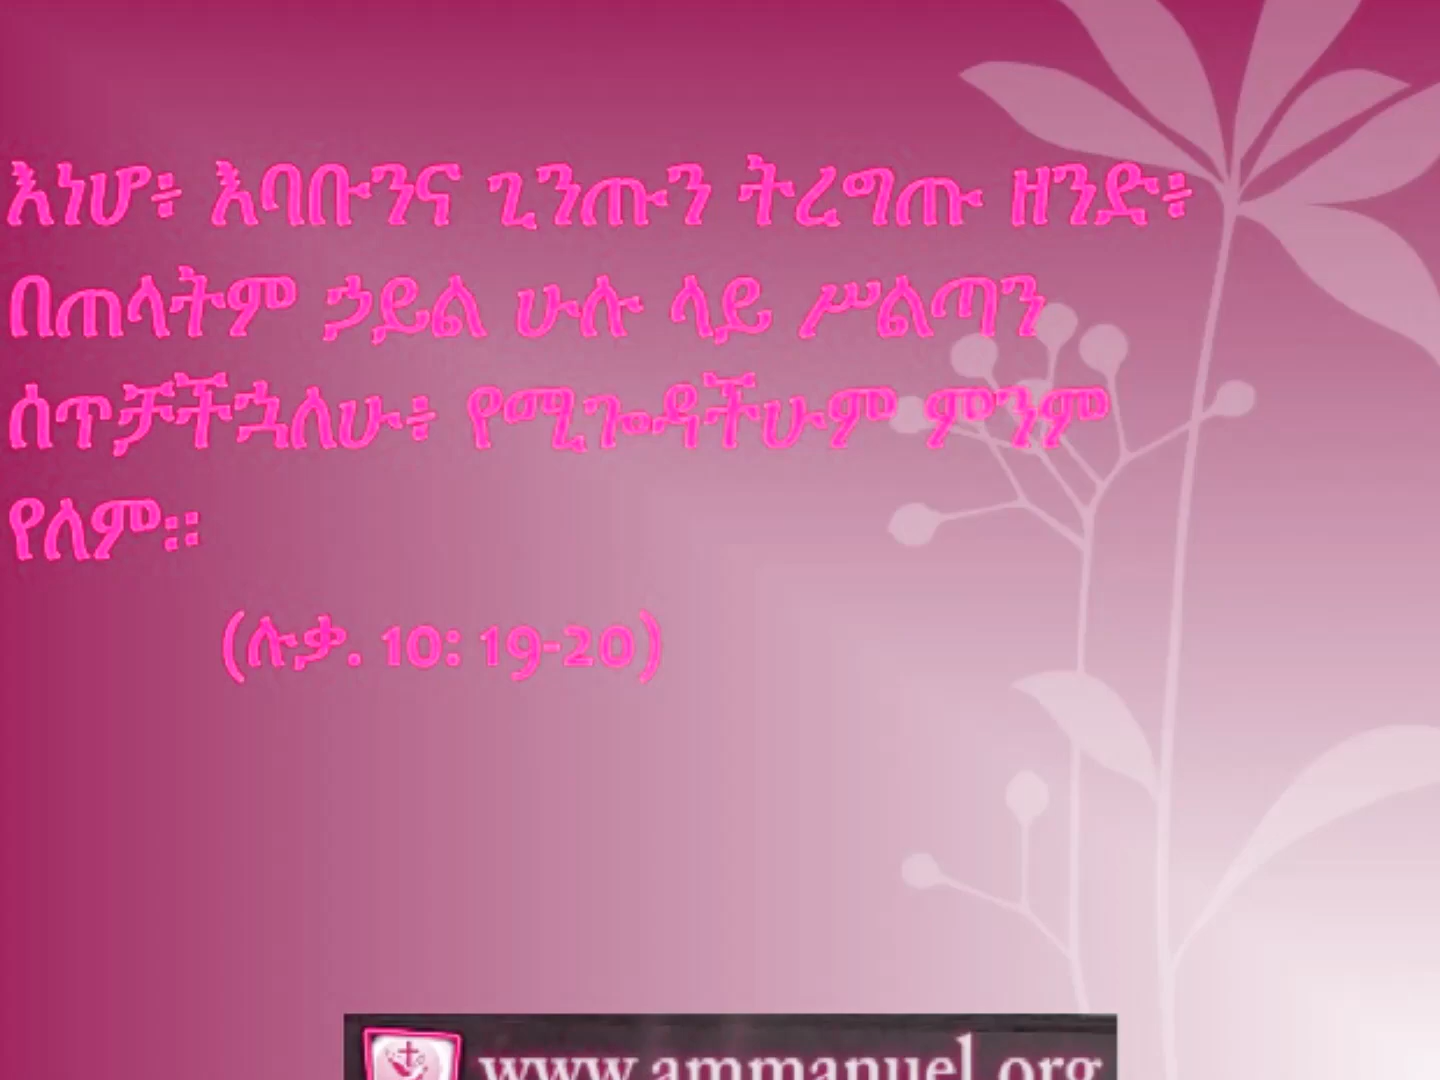 እነሆ፥ እባቡንና ጊንጡን ትረግጡ ዘንድ፥
በጠላትም ኃይል ሁሉ ላይ ሥልጣን
ሰጥቻችኋለሁ፥ የሚጐዳችሁም ምንም
የለም።
(ሉቃ. 10: 19-20)
www.ammanuel.org